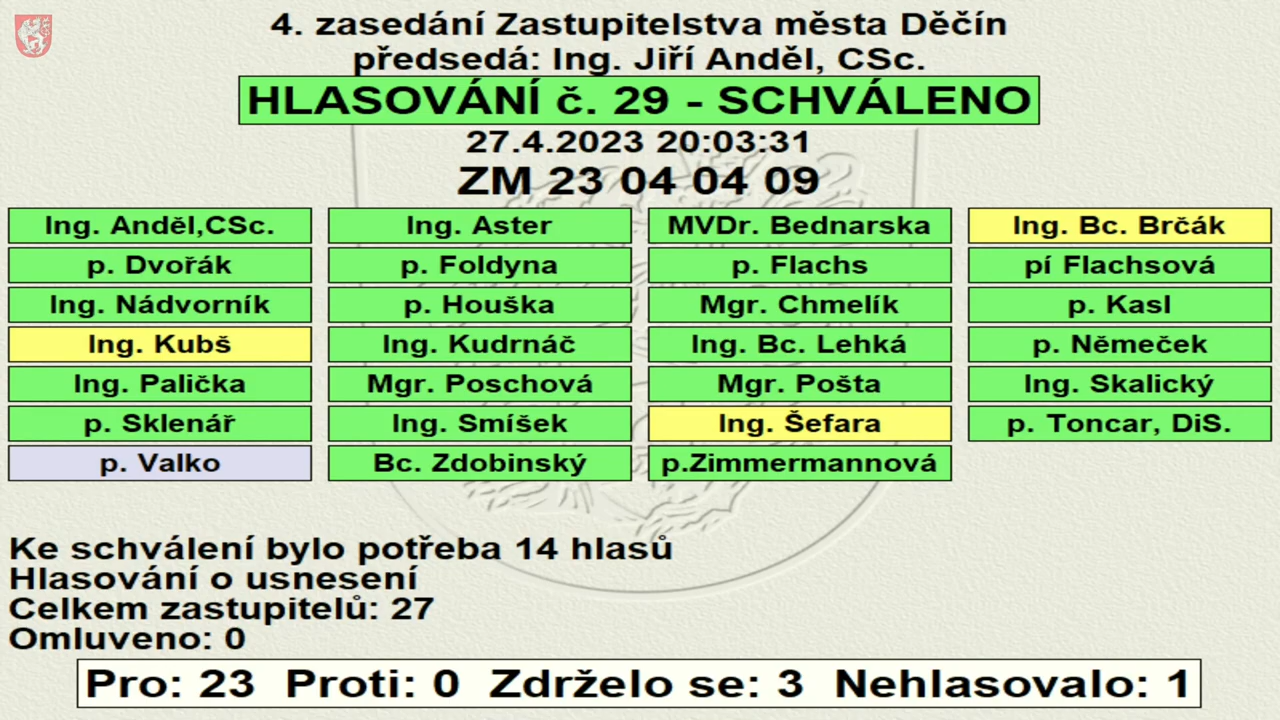 4. zasedání Zastupitelstva města Děčín
předsedá: Ing. Jiří Anděl, CSc.
HLASOVÁNÍ č. 29 - SCHVÁLENO
27.4.2023 20:03:31
ZM 23 04 04 09
Ing. Anděl,CSc. Ing. Aster MVDr. Bednarska Ing. Bc. Brčák
p. Dvořák p. Foldyna p. Flachs pí Flachsová
Ing. Nádvorník p. Houška Mgr. Chmelík p. Kasl
Ing. Kubš Ing. Kudrnáč Ing. Bc. Lehká p. Němeček
Ing. Palička Mgr. Poschová Mgr. Pošta Ing. Skalický
p. Sklenář Ing. Smíšek Ing. Šefara p. Toncar, DiS.
p. Valko Bc. Zdobinský p.Zimmermannová
Ke schválení bylo potřeba 14 hlasů
Hlasování o usnesení
Celkem zastupitelů: 27
Omluveno: 0
Pro: 23 Proti: 0 Zdrželo se: 3 Nehlasovalo: 1